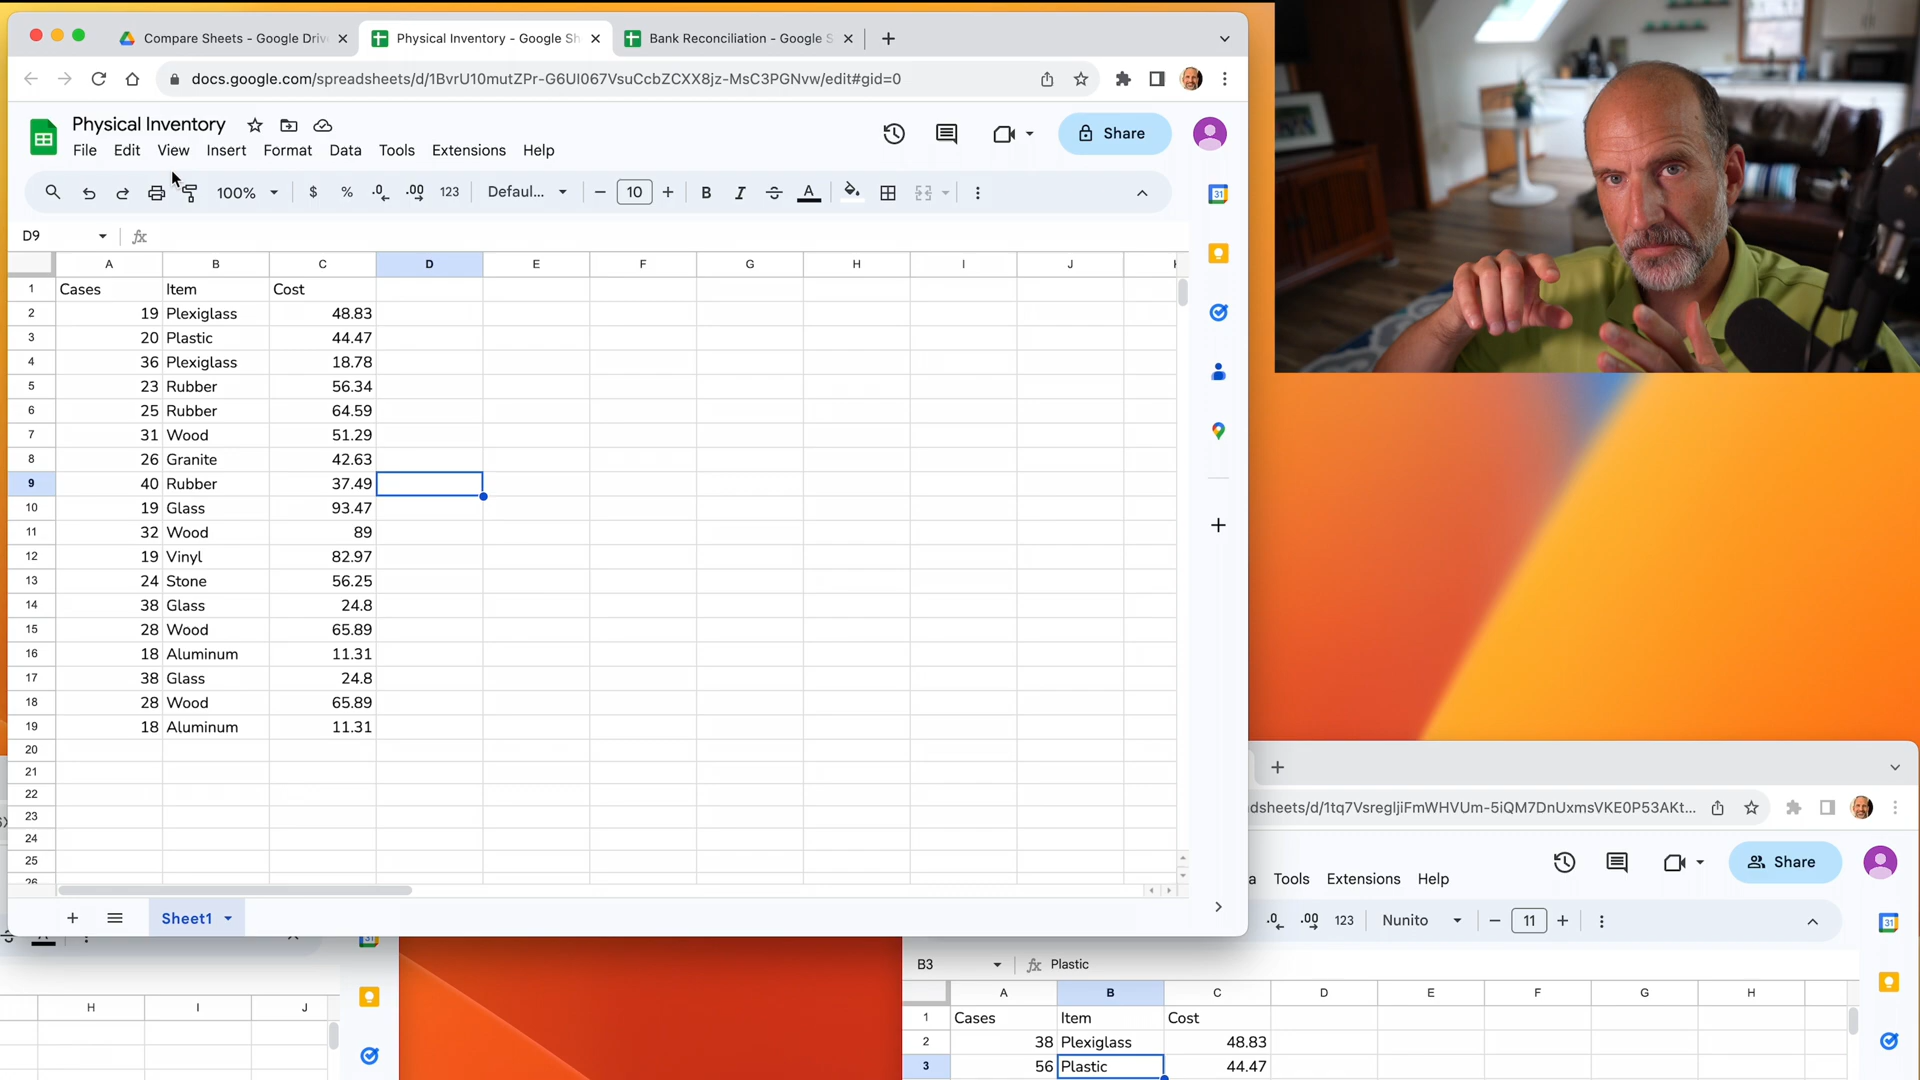 Compare Sheets - Google Driv
Physical Inventory - Google Sh
Bank Reconciliation - Google S
docs.google.com/spreadsheets/d/1BvrU10mutZPr-G6UI067VsuCcbZCXX8jz-MsC3PGNvw/edit#gid=0
Physical Inventory
Share
File Edit View Insert Format Data Tools Extensions Help
100% $ % .0 .00 123 Defaul... 10 B I S A
31
D9 fx
A B C D E F G H I J
1 Cases Item Cost
2 19 Plexiglass 48.83
3 20 Plastic 44.47
4 36 Plexiglass 18.78
5 23 Rubber 56.34
6 25 Rubber 64.59
7 31 Wood 51.29
8 26 Granite 42.63
9 40 Rubber 37.49
10 19 Glass 93.47
11 32 Wood 89
12 19 Vinyl 82.97
13 24 Stone 56.25
14 38 Glass 24.8
15 28 Wood 65.89
16 18 Aluminum 11.31
17 38 Glass 24.8
18 28 Wood 65.89
19 18 Aluminum 11.31
20
21
22
23
24
25
26
Sheet1
dsheets/d/1tq7VsregljiFmWHVUm-5iQM7DnUxmsVKE0P53AKt...
Share
a Tools Extensions Help
.0 .00 123 Nunito 11
31
B3 fx Plastic
A B C D E F G H
1 Cases Item Cost
2 38 Plexiglass 48.83
3 56 Plastic 44.47
H I J